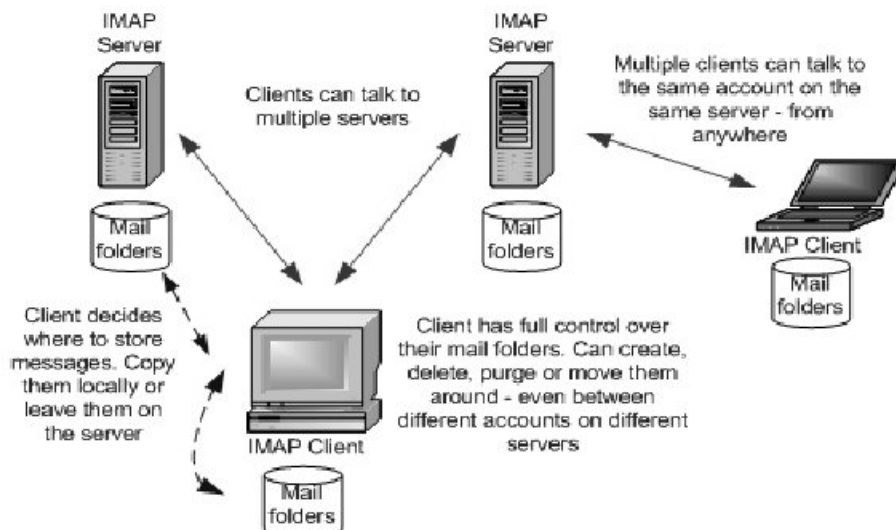 IMAP
Server
IMAP
Server
Clients can talk to
multiple servers
Multiple clients can talk to
the same account on the
same server - from
anywhere
Mail
folders
Mail
folders
IMAP Client
Mail
folders
Client decides
where to store
messages. Copy
them locally or
leave them on
the server
Client has full control over
their mail folders. Can create,
delete, purge or move them
around - even between
different accounts on different
servers
IMAP Client
Mail
folders